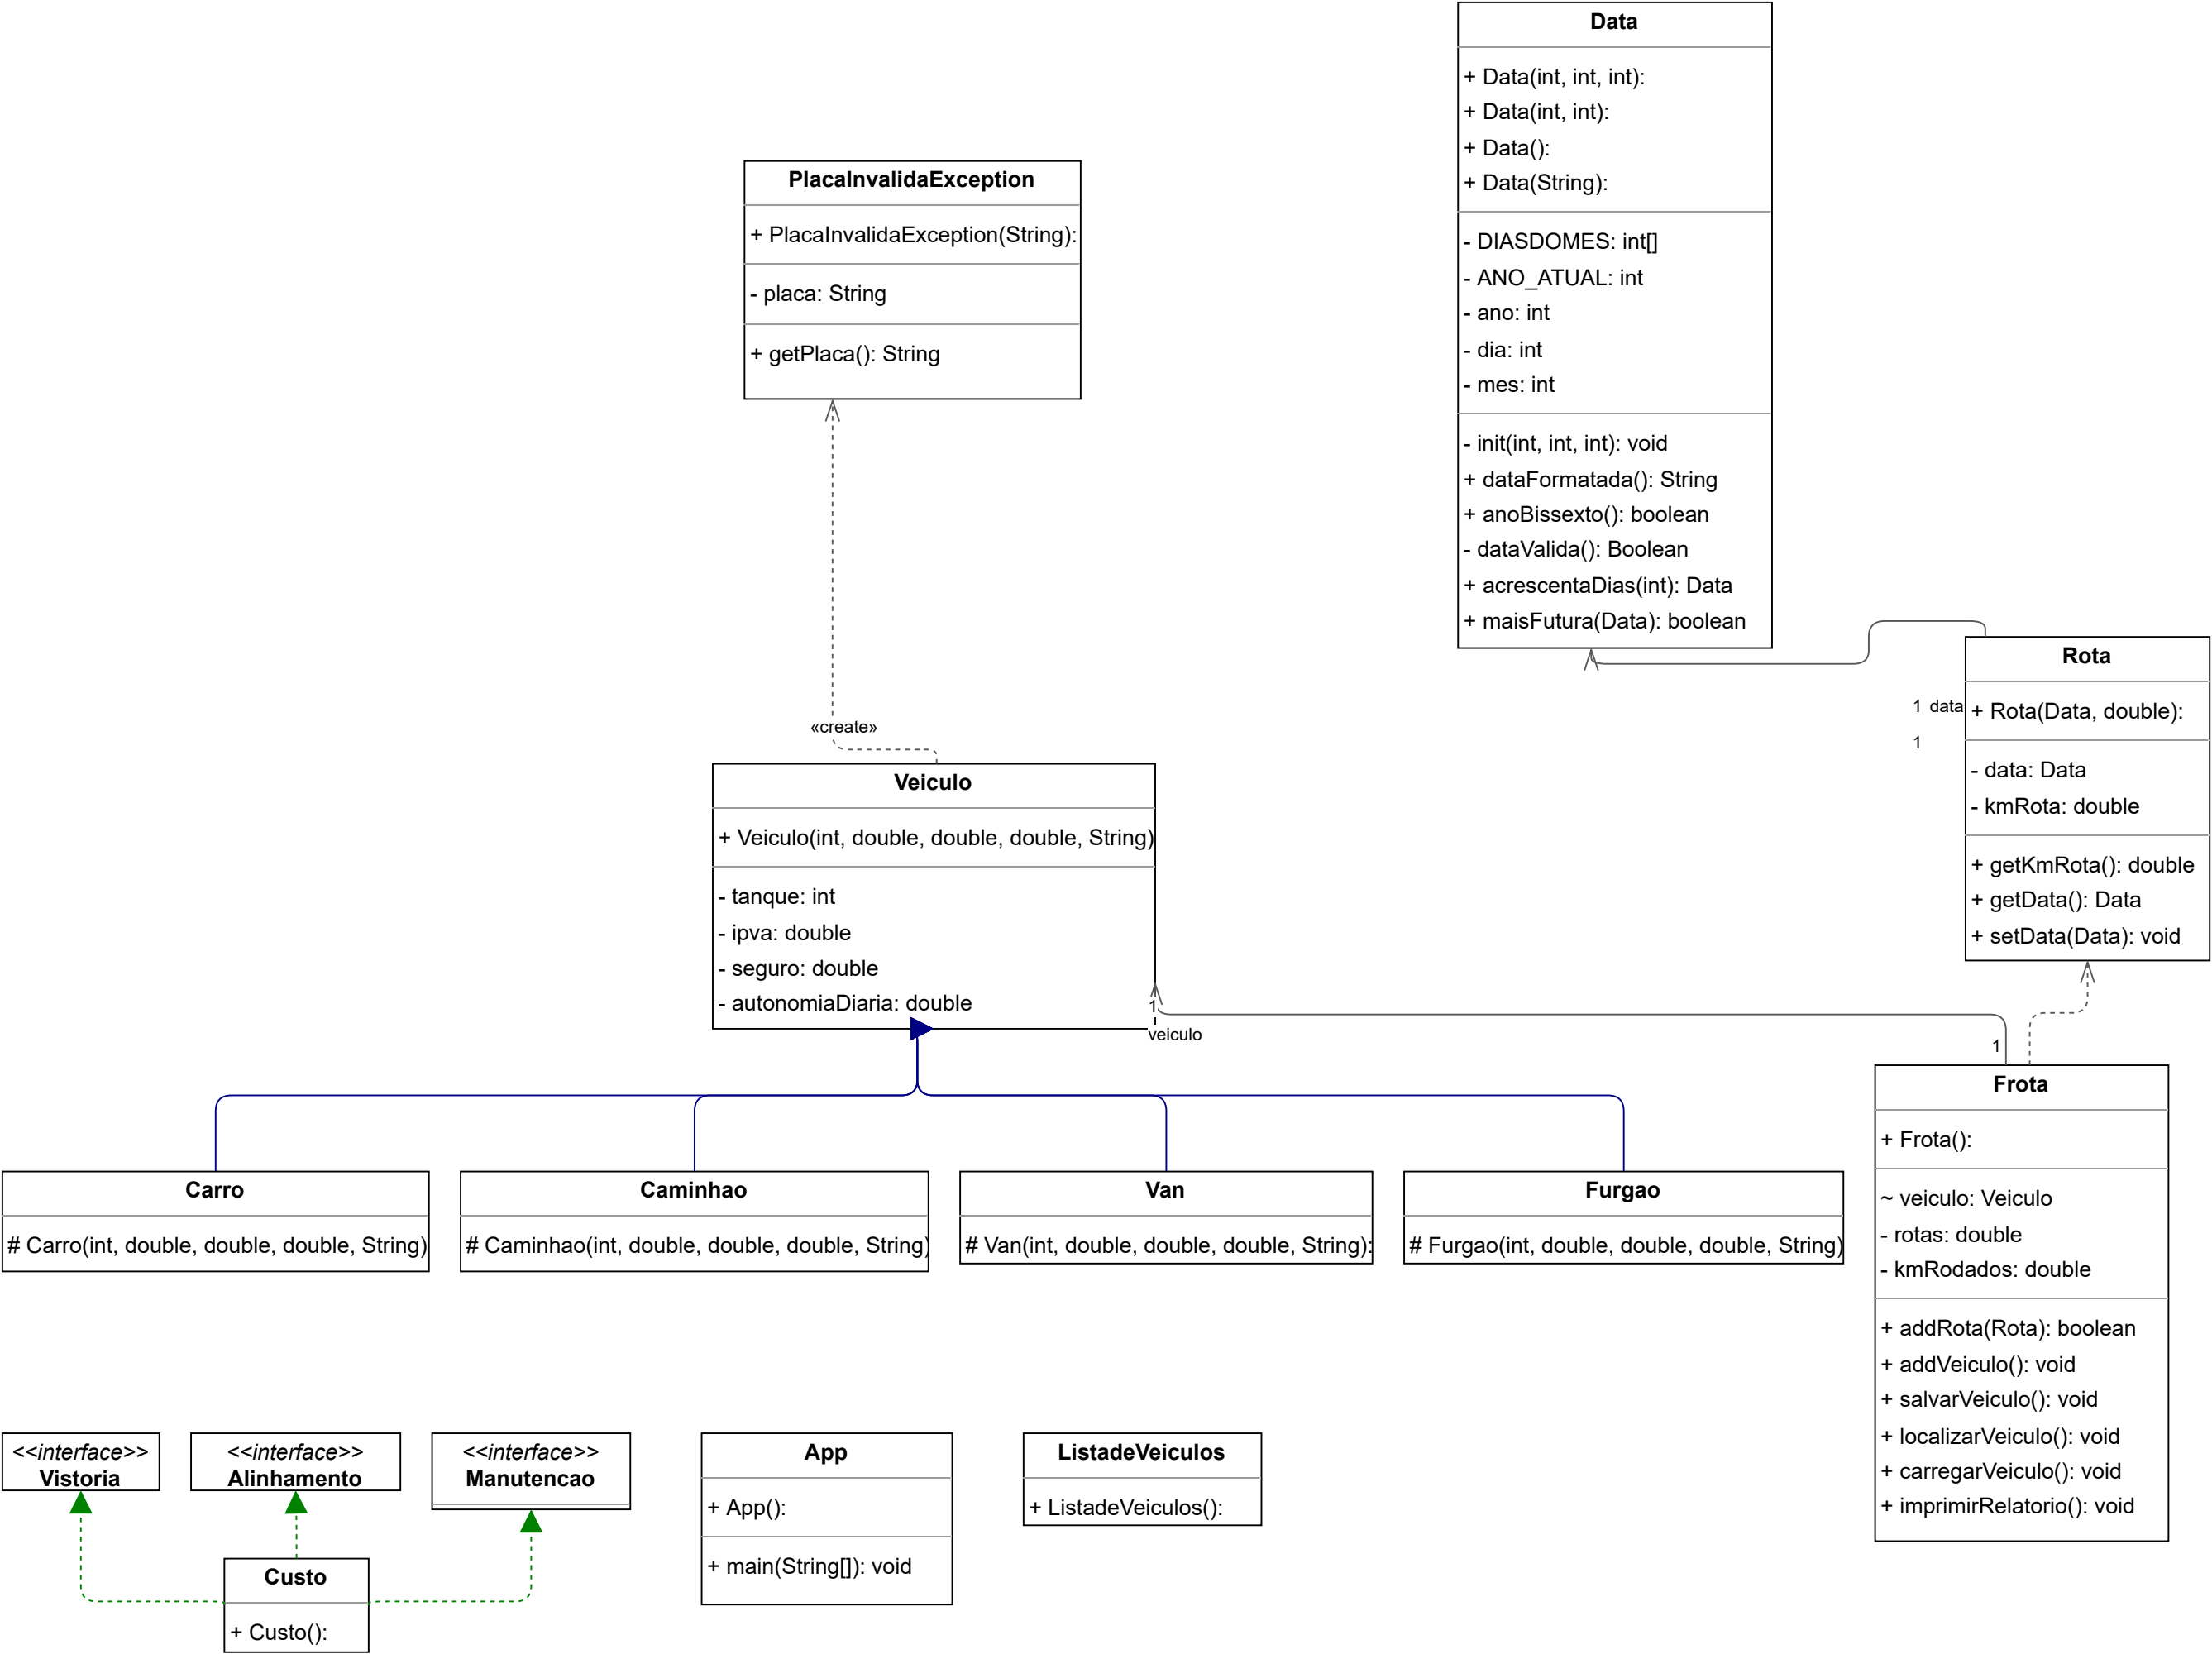 Data
+ Data(int, int, int):
+ Data(int, int):
+ Data():
+ Data(String):
- DIASDOMES: int[]
- ANO_ATUAL: int
- ano: int
- dia: int
- mes: int
- init(int, int, int): void
+ dataFormatada(): String
+ anoBissexto(): boolean
- dataValida(): Boolean
+ acrescentaDias(int): Data
+ maisFutura(Data): boolean
PlacaInvalidaException
+ PlacaInvalidaException(String):
- placa: String
+ getPlaca(): String
«create»
Rota
+ Rota(Data, double):
- data: Data
- kmRota: double
+ getKmRota(): double
+ getData(): Data
+ setData(Data): void
1 data
1
Veiculo
+ Veiculo(int, double, double, double, String)
- tanque: int
- ipva: double
- seguro: double
- autonomiaDiaria: double
1
veiculo
1
Frota
+ Frota():
~ veiculo: Veiculo
- rotas: double
- kmRodados: double
+ addRota(Rota): boolean
+ addVeiculo(): void
+ salvarVeiculo(): void
+ localizarVeiculo(): void
+ carregarVeiculo(): void
+ imprimirRelatorio(): void
Carro
# Carro(int, double, double, double, String)
Caminhao
# Caminhao(int, double, double, double, String)
Van
# Van(int, double, double, double, String):
Furgao
# Furgao(int, double, double, double, String)
<<interface>>
Vistoria
<<interface>>
Alinhamento
<<interface>>
Manutencao
App
+ App():
+ main(String[]): void
ListadeVeiculos
+ ListadeVeiculos():
Custo
+ Custo():